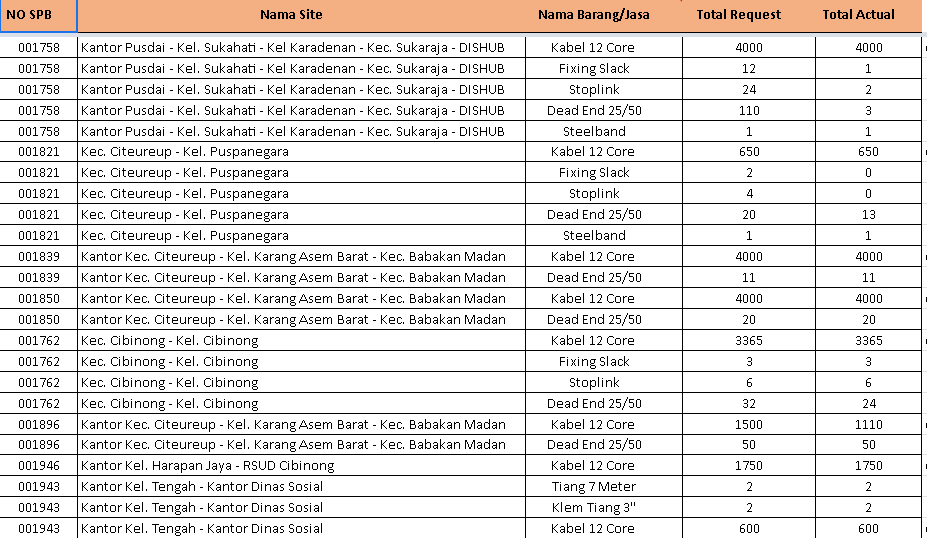 NO SPB Nama Site Nama Barang/Jasa Total Request Total Actual
001758 Kantor Pusdai - Kel. Sukahati - Kel Karadenan - Kec. Sukaraja - DISHUB Kabel 12 Core 4000 4000
001758 Kantor Pusdai - Kel. Sukahati - Kel Karadenan - Kec. Sukaraja - DISHUB Fixing Slack 12 1
001758 Kantor Pusdai - Kel. Sukahati - Kel Karadenan - Kec. Sukaraja - DISHUB Stoplink 24 2
001758 Kantor Pusdai - Kel. Sukahati - Kel Karadenan - Kec. Sukaraja - DISHUB Dead End 25/50 110 3
001758 Kantor Pusdai - Kel. Sukahati - Kel Karadenan - Kec. Sukaraja - DISHUB Steelband 1 1
001821 Kec. Citeureup - Kel. Puspanegara Kabel 12 Core 650 650
001821 Kec. Citeureup - Kel. Puspanegara Fixing Slack 2 0
001821 Kec. Citeureup - Kel. Puspanegara Stoplink 4 0
001821 Kec. Citeureup - Kel. Puspanegara Dead End 25/50 20 13
001821 Kec. Citeureup - Kel. Puspanegara Steelband 1 1
001839 Kantor Kec. Citeureup - Kel. Karang Asem Barat - Kec. Babakan Madan Kabel 12 Core 4000 4000
001839 Kantor Kec. Citeureup - Kel. Karang Asem Barat - Kec. Babakan Madan Dead End 25/50 11 11
001850 Kantor Kec. Citeureup - Kel. Karang Asem Barat - Kec. Babakan Madan Kabel 12 Core 4000 4000
001850 Kantor Kec. Citeureup - Kel. Karang Asem Barat - Kec. Babakan Madan Dead End 25/50 20 20
001762 Kec. Cibinong - Kel. Cibinong Kabel 12 Core 3365 3365
001762 Kec. Cibinong - Kel. Cibinong Fixing Slack 3 3
001762 Kec. Cibinong - Kel. Cibinong Stoplink 6 6
001762 Kec. Cibinong - Kel. Cibinong Dead End 25/50 32 24
001896 Kantor Kec. Citeureup - Kel. Karang Asem Barat - Kec. Babakan Madan Kabel 12 Core 1500 1110
001896 Kantor Kec. Citeureup - Kel. Karang Asem Barat - Kec. Babakan Madan Dead End 25/50 50 50
001946 Kantor Kel. Harapan Jaya - RSUD Cibinong Kabel 12 Core 1750 1750
001943 Kantor Kel. Tengah - Kantor Dinas Sosial Tiang 7 Meter 2 2
001943 Kantor Kel. Tengah - Kantor Dinas Sosial Klem Tiang 3" 2 2
001943 Kantor Kel. Tengah - Kantor Dinas Sosial Kabel 12 Core 600 600